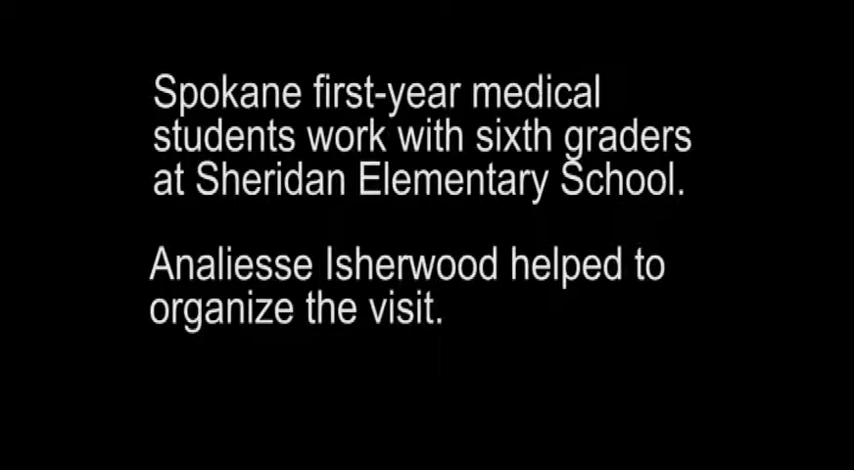 Spokane first-year medical
students work with sixth graders
at Sheridan Elementary School.
Analiesse Isherwood helped to
organize the visit.